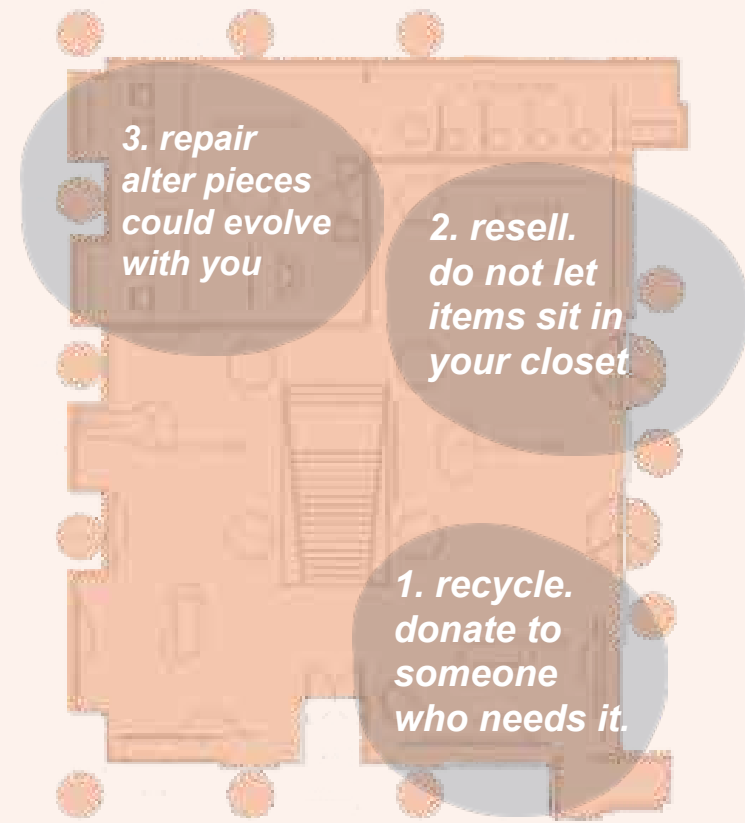 3. repair
alter pieces
could evolve
with you
2. resell.
do not let
items sit in
your closet
1. recycle.
donate to
someone
who needs it.